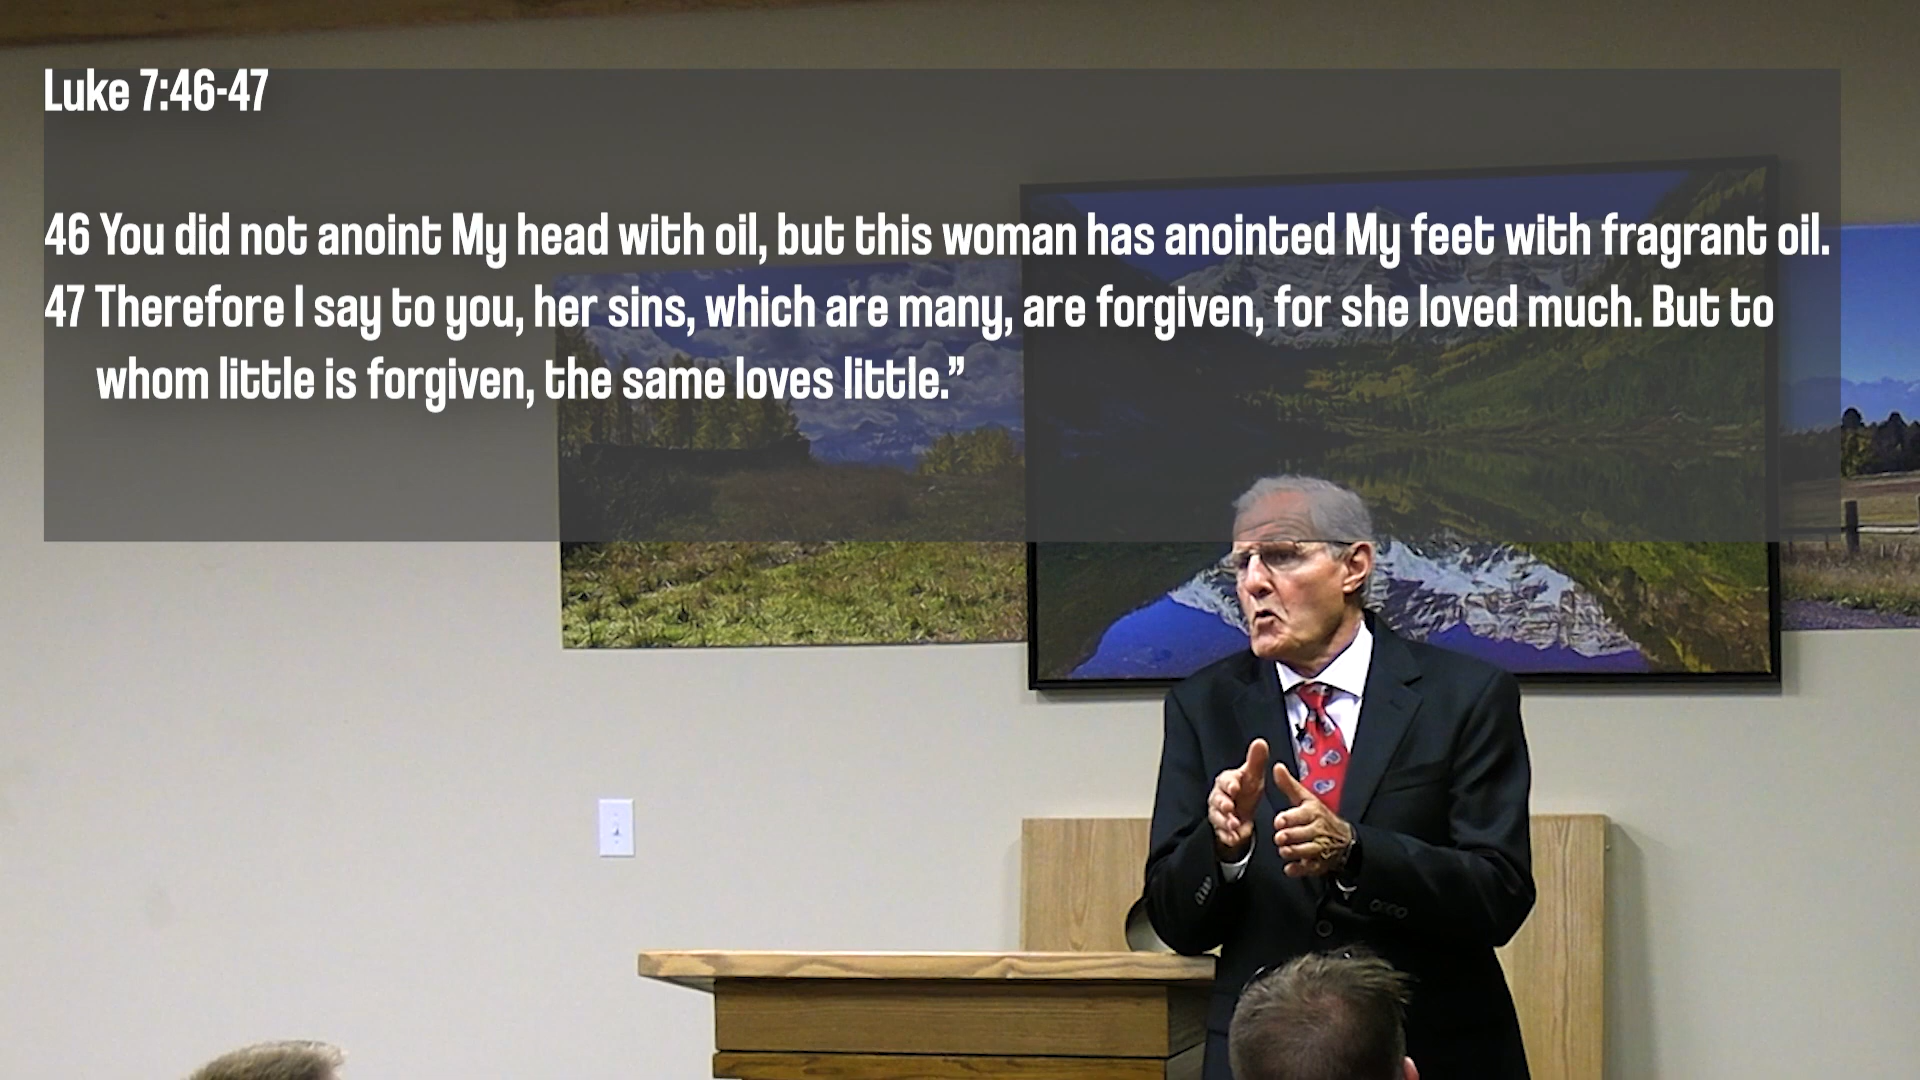 Luke 7:46-47
46 You did not anoint My head with oil, but this woman has anointed My feet with fragrant oil.
47 Therefore I say to you, her sins, which are many, are forgiven, for she loved much. But to
whom little is forgiven, the same loves little.”